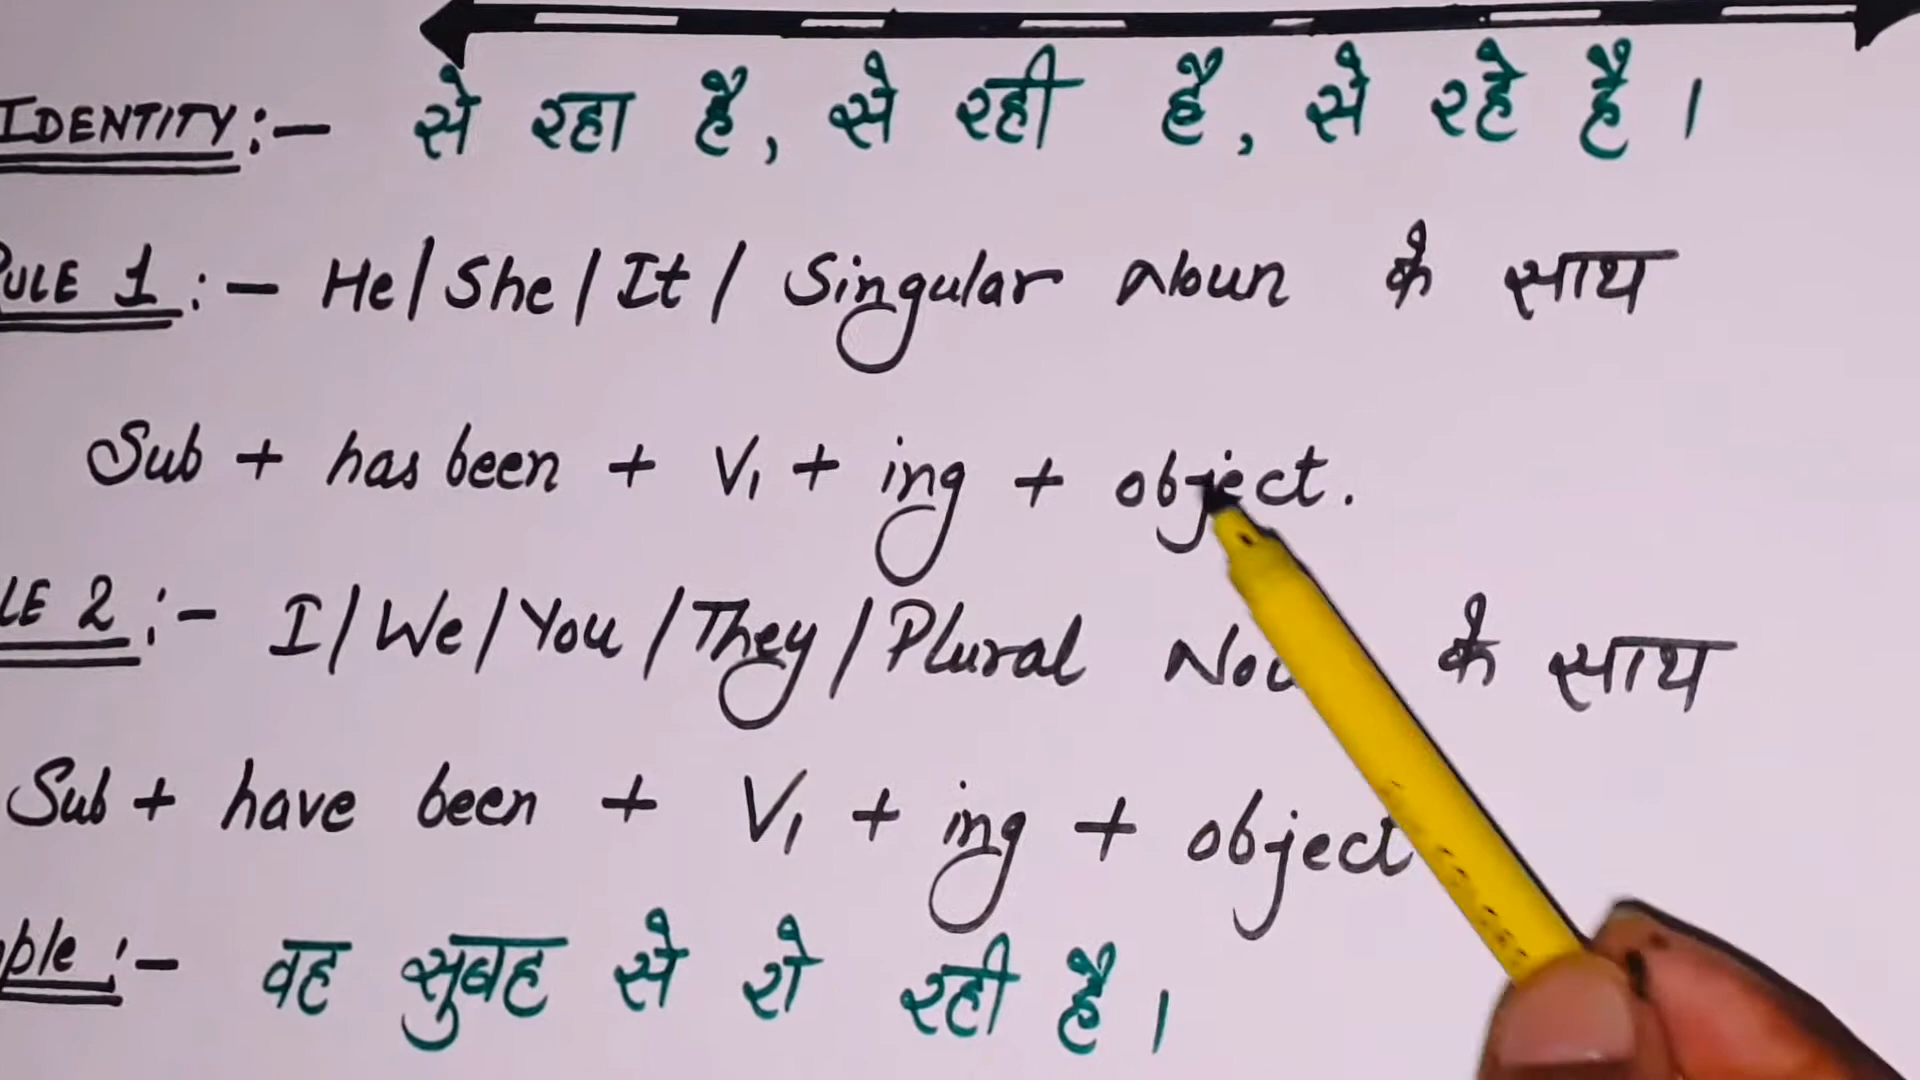 IDENTITY:- से रहा है, से रही है, से रहे है।
RULE 1:- He/She/It/ Singular Noun के साथ
Sub + has been + V₁ + ing + object.
LE 2:- I/We/You/They/Plural के साथ
Sub + have been + V₁ + ing + object
ple:- वह सुबह से रो रही है।